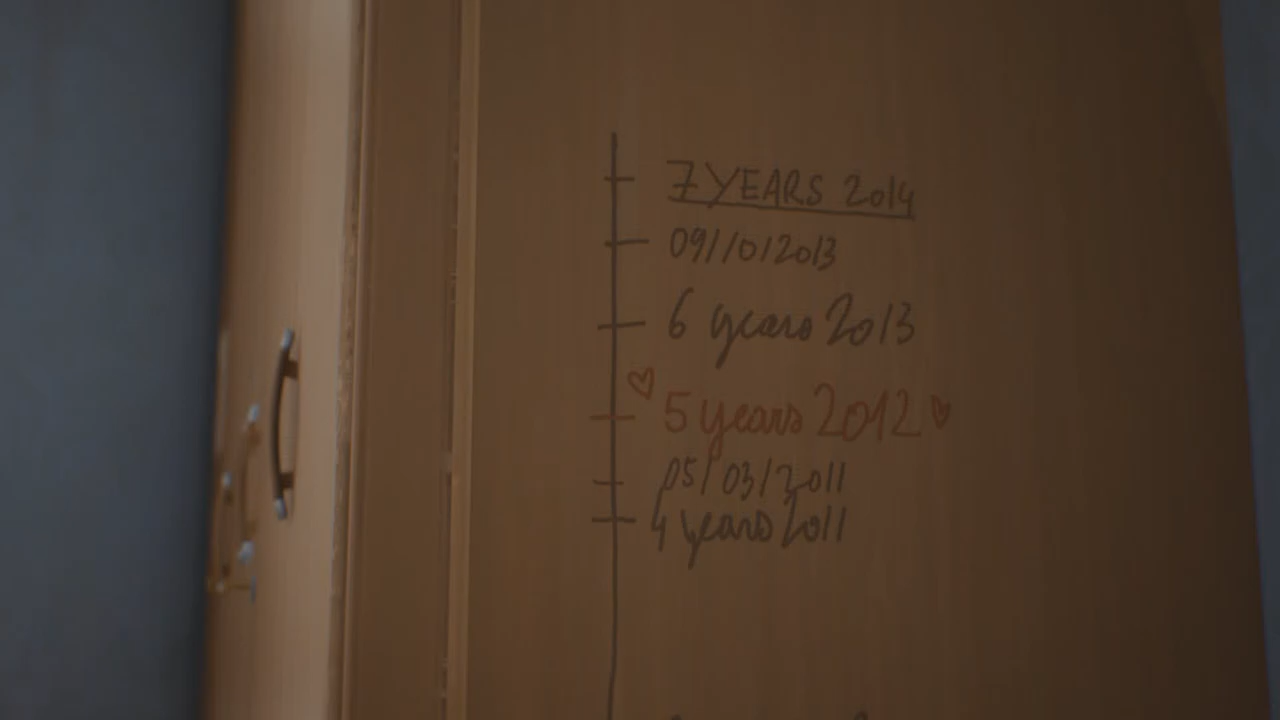 7 YEARS 2014
09/10/2013
6 years 2013
5 years 2012
05/03/2011
4 years 2011